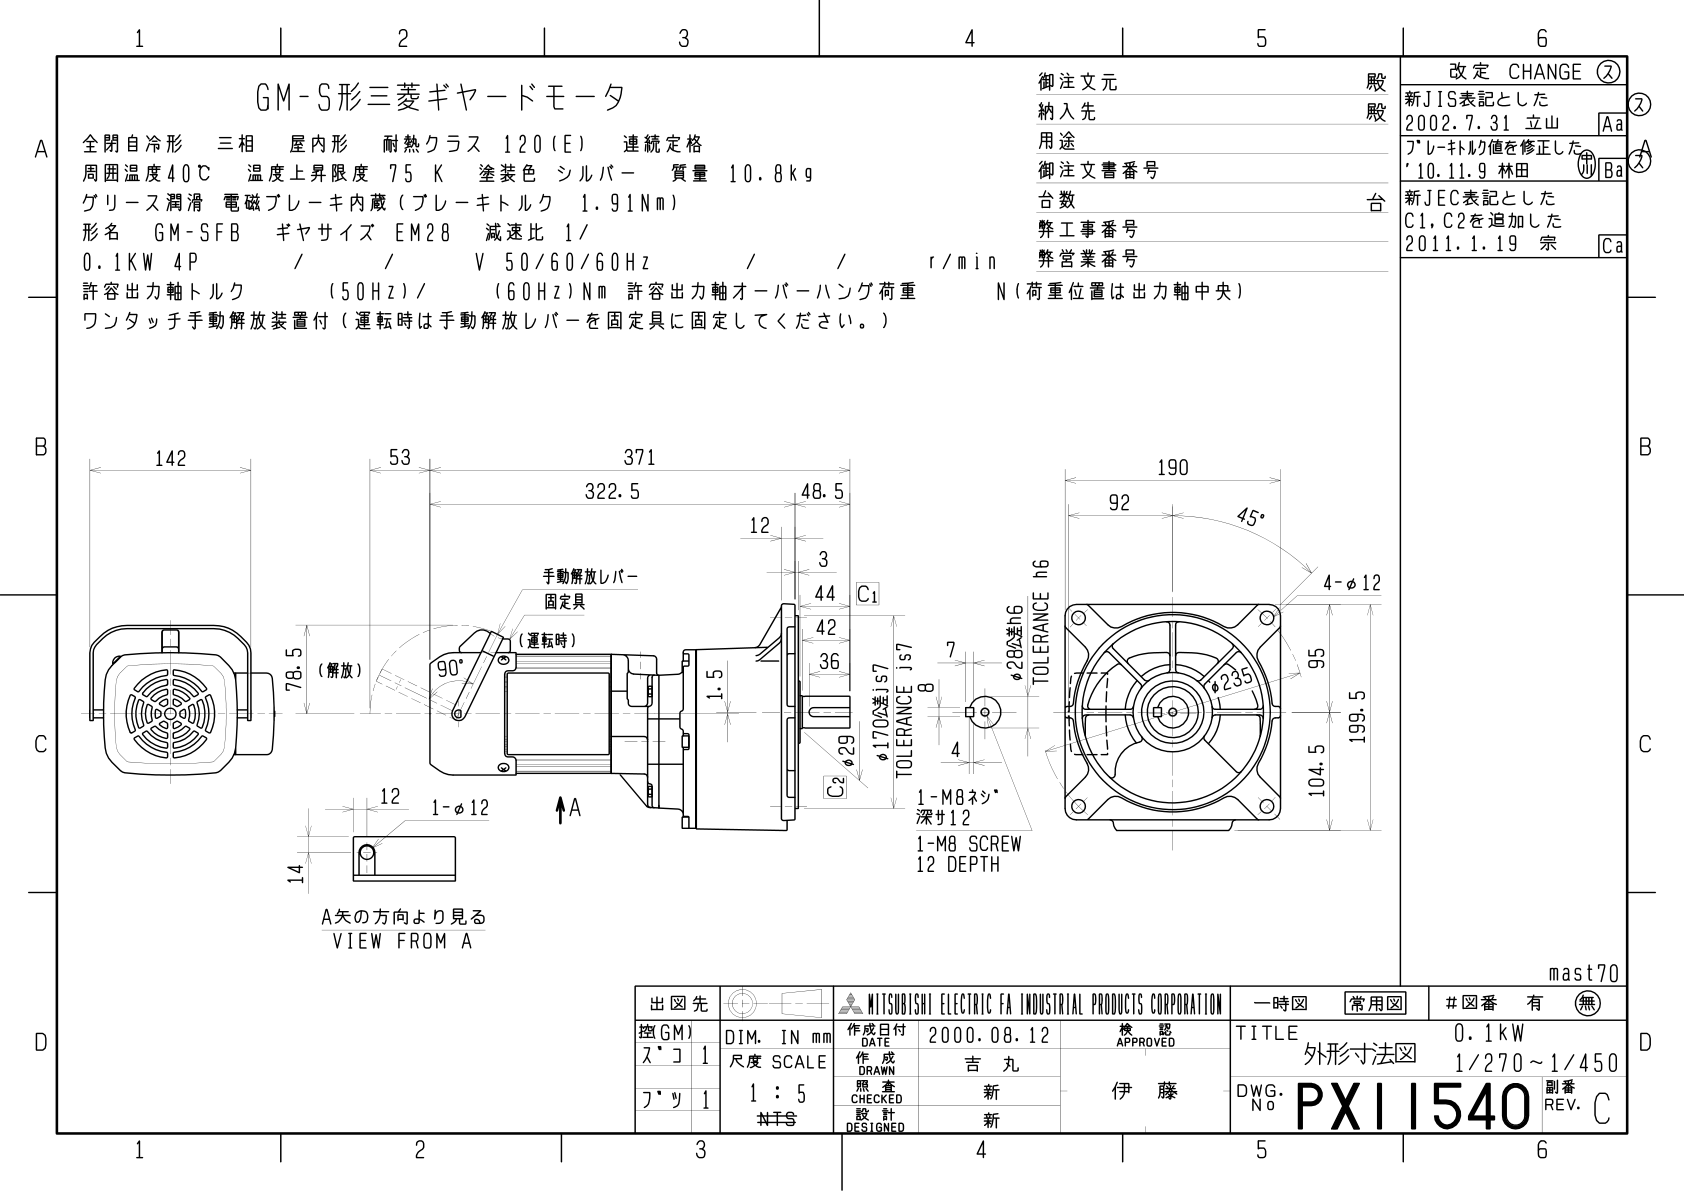 1 2 3 4 5 6
GM-S形三菱ギヤードモータ
全閉自冷形 三相 屋内形 耐熱クラス 120(E) 連続定格
周囲温度40℃ 温度上昇限度 75 K 塗装色 シルバー 質量 10.8kg
グリース潤滑 電磁ブレーキ内蔵(ブレーキトルク 1.91Nm)
形名 GM-SFB ギヤサイズ EM28 減速比 1/
0.1KW 4P / / V 50/60/60Hz / / r/min
許容出力軸トルク (50Hz)/ (60Hz)Nm 許容出力軸オーバーハング荷重 N(荷重位置は出力軸中央)
ワンタッチ手動解放装置付(運転時は手動解放レバーを固定具に固定してください。)
御注文元 殿
納入先 殿
用途
御注文書番号
台数 台
弊工事番号
弊営業番号
改定 CHANGE ス
新JIS表記とした
2002.7.31 立山 Aa
ス
ブレーキトルク値を修正した
'10.11.9 林田 中川 Ba
ス
新JEC表記とした
C1,C2を追加した
2011.1.19 宗 Ca
A A
B B
C C
D D
142
53
371
322.5
48.5
12
3
44
C1
42
36
手動解放レバー
固定具
(運転時)
(解放)
78.5
90°
1.5
φ29
C2
φ170公差js7
TOLERANCE js7
A
12
1-φ12
14
A矢の方向より見る
VIEW FROM A
7
8
4
φ28公差h6
TOLERANCE h6
1-M8ネジ
深サ12
1-M8 SCREW
12 DEPTH
190
92
45°
4-φ12
φ235
95
104.5
199.5
mast70
出図先
控(GM)
ズコ 1
ブツ 1
DIM. IN mm
尺度 SCALE
1 : 5
NTS
MITSUBISHI ELECTRIC FA INDUSTRIAL PRODUCTS CORPORATION
作成日付
DATE
2000.08.12
作成
DRAWN
吉丸
照査
CHECKED
新
設計
DESIGNED
新
検認
APPROVED
伊藤
一時図 常用図 #図番 有 無
TITLE
外形寸法図
0.1kW
1/270~1/450
DWG.
No
PX11540
副番
REV. C
1 2 3 4 5 6